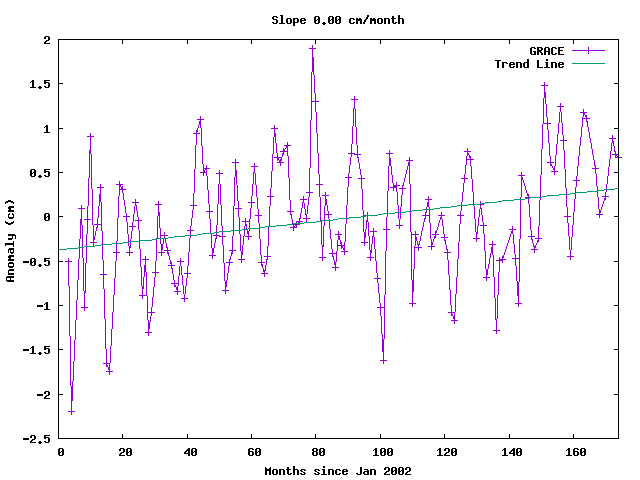 Slope 0.00 cm/month
GRACE
Trend Line
2
1.5
1
0.5
0
-0.5
-1
-1.5
-2
-2.5
Anomaly (cm)
0 20 40 60 80 100 120 140 160
Months since Jan 2002